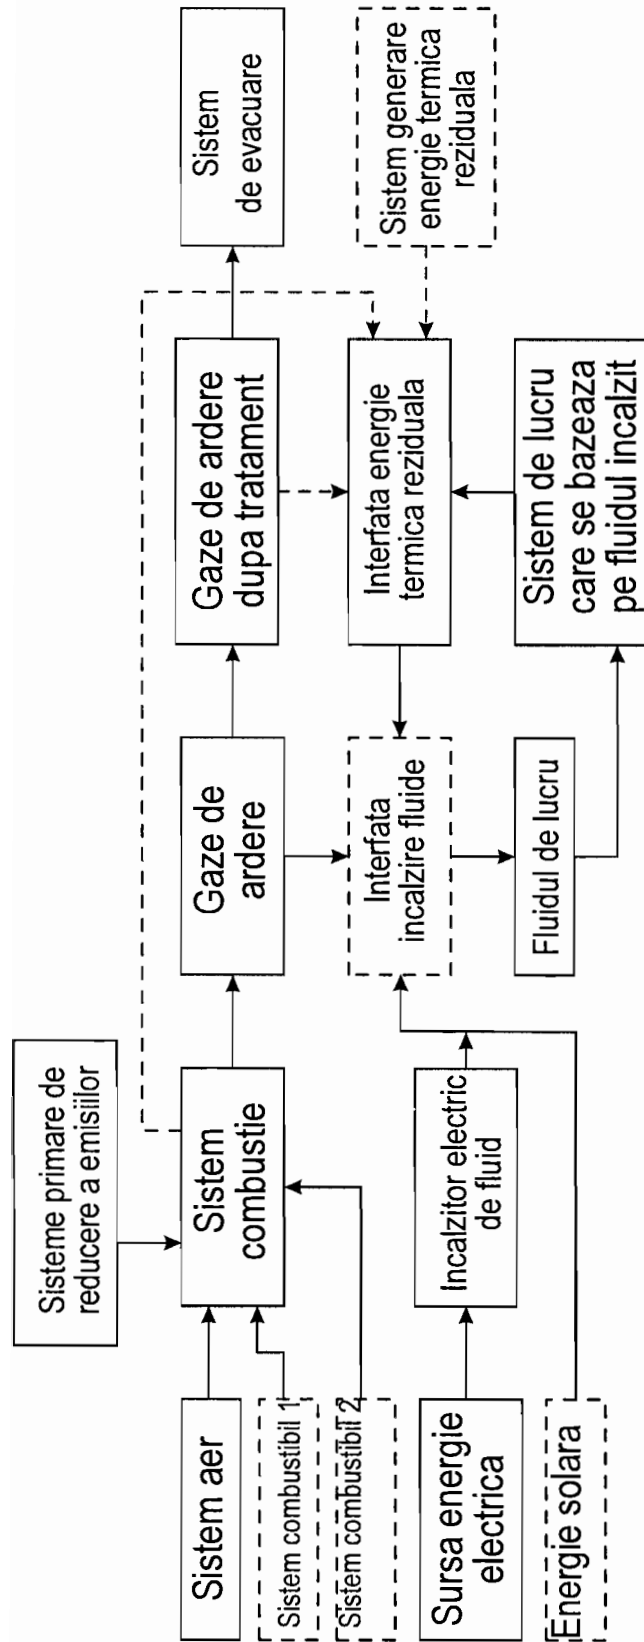 Sisteme primare de
reducere a emisiilor
Sistem aer
Sistem combustibil 1
Sistem combustibil 2
Sistem
combustie
Gaze de
ardere
Gaze de ardere
dupa tratament
Sistem
de evacuare
Sursa energie
electrica
Incalzitor electric
de fluid
Interfata
incalzire fluide
Interfata energie
termica reziduala
Sistem generare
energie termica
reziduala
Energie solara
Fluidul de lucru
Sistem de lucru
care se bazeaza
pe fluidul incalzit